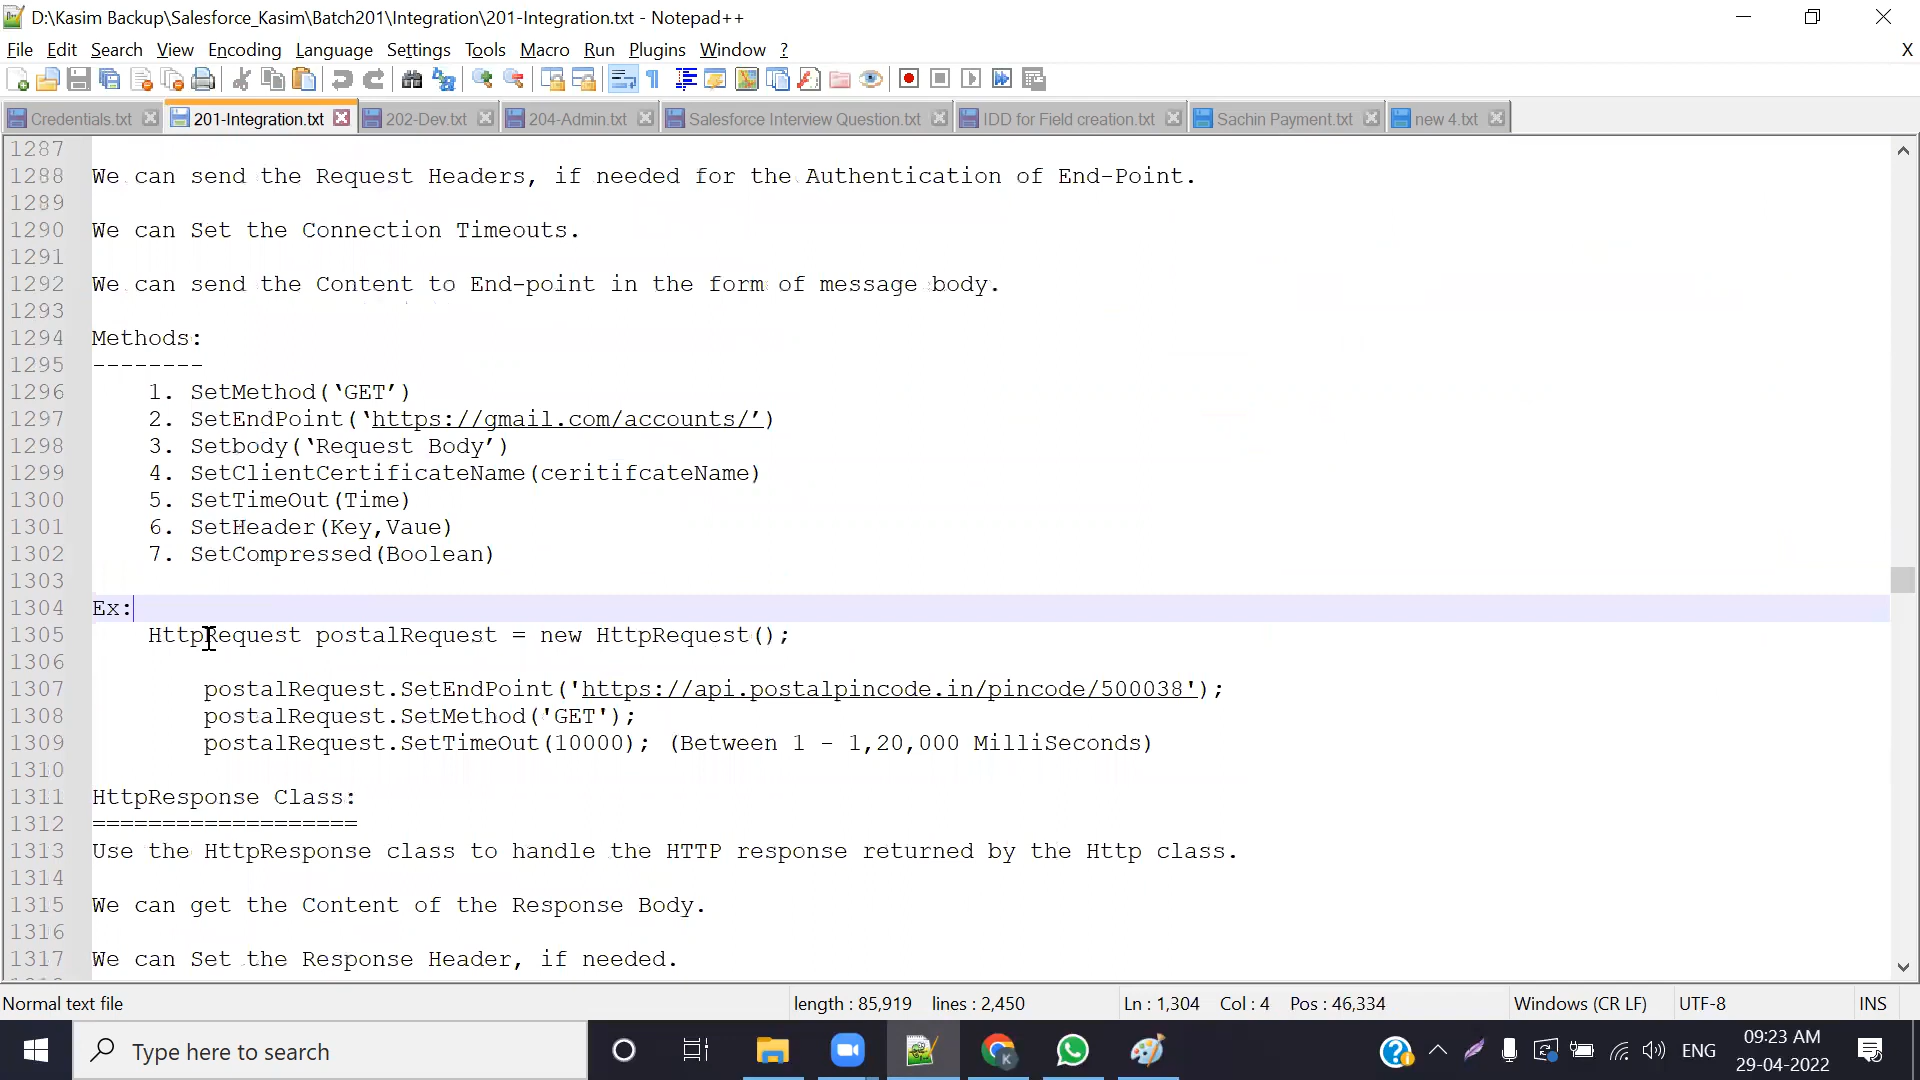 D:\Kasim Backup\Salesforce_Kasim\Batch201\Integration\201-Integration.txt - Notepad++
File Edit Search View Encoding Language Settings Tools Macro Run Plugins Window ? X
Credentials.txt 201-Integration.txt 202-Dev.txt 204-Admin.txt Salesforce Interview Question.txt IDD for Field creation.txt Sachin Payment.txt new 4.txt
1287
1288 We can send the Request Headers, if needed for the Authentication of End-Point.
1289
1290 We can Set the Connection Timeouts.
1291
1292 We can send the Content to End-point in the form of message body.
1293
1294 Methods:
1295 --------
1296 1. SetMethod(‘GET’)
1297 2. SetEndPoint(‘https://gmail.com/accounts/’)
1298 3. Setbody(‘Request Body’)
1299 4. SetClientCertificateName(ceritifcateName)
1300 5. SetTimeOut(Time)
1301 6. SetHeader(Key,Vaue)
1302 7. SetCompressed(Boolean)
1303
1304 Ex:
1305 HttpRequest postalRequest = new HttpRequest();
1306
1307 postalRequest.SetEndPoint('https://api.postalpincode.in/pincode/500038');
1308 postalRequest.SetMethod('GET');
1309 postalRequest.SetTimeOut(10000); (Between 1 - 1,20,000 MilliSeconds)
1310
1311 HttpResponse Class:
1312 ===================
1313 Use the HttpResponse class to handle the HTTP response returned by the Http class.
1314
1315 We can get the Content of the Response Body.
1316
1317 We can Set the Response Header, if needed.
Normal text file length : 85,919 lines : 2,450 Ln : 1,304 Col : 4 Pos : 46,334 Windows (CR LF) UTF-8 INS
Type here to search ENG 09:23 AM
29-04-2022